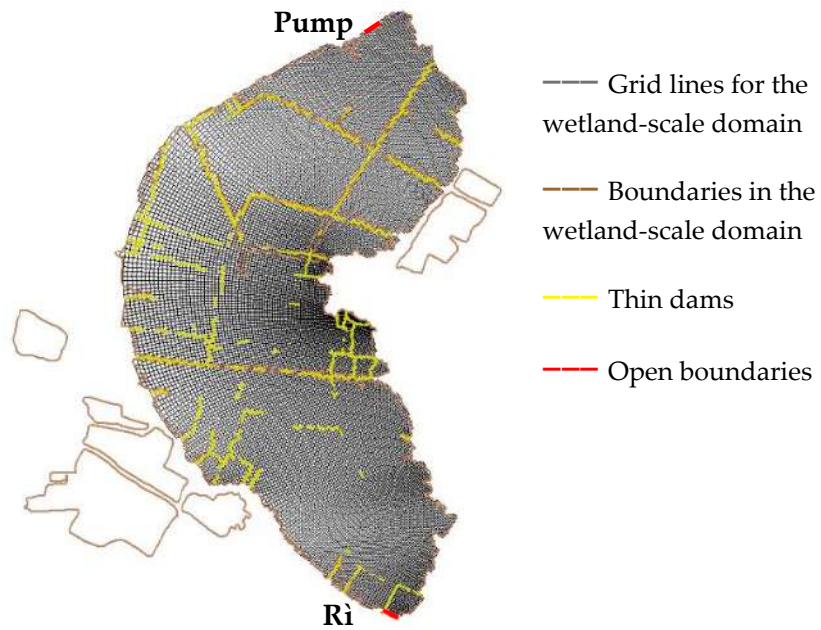 Pump
Grid lines for the
wetland-scale domain
Boundaries in the
wetland-scale domain
Thin dams
Open boundaries
Rì